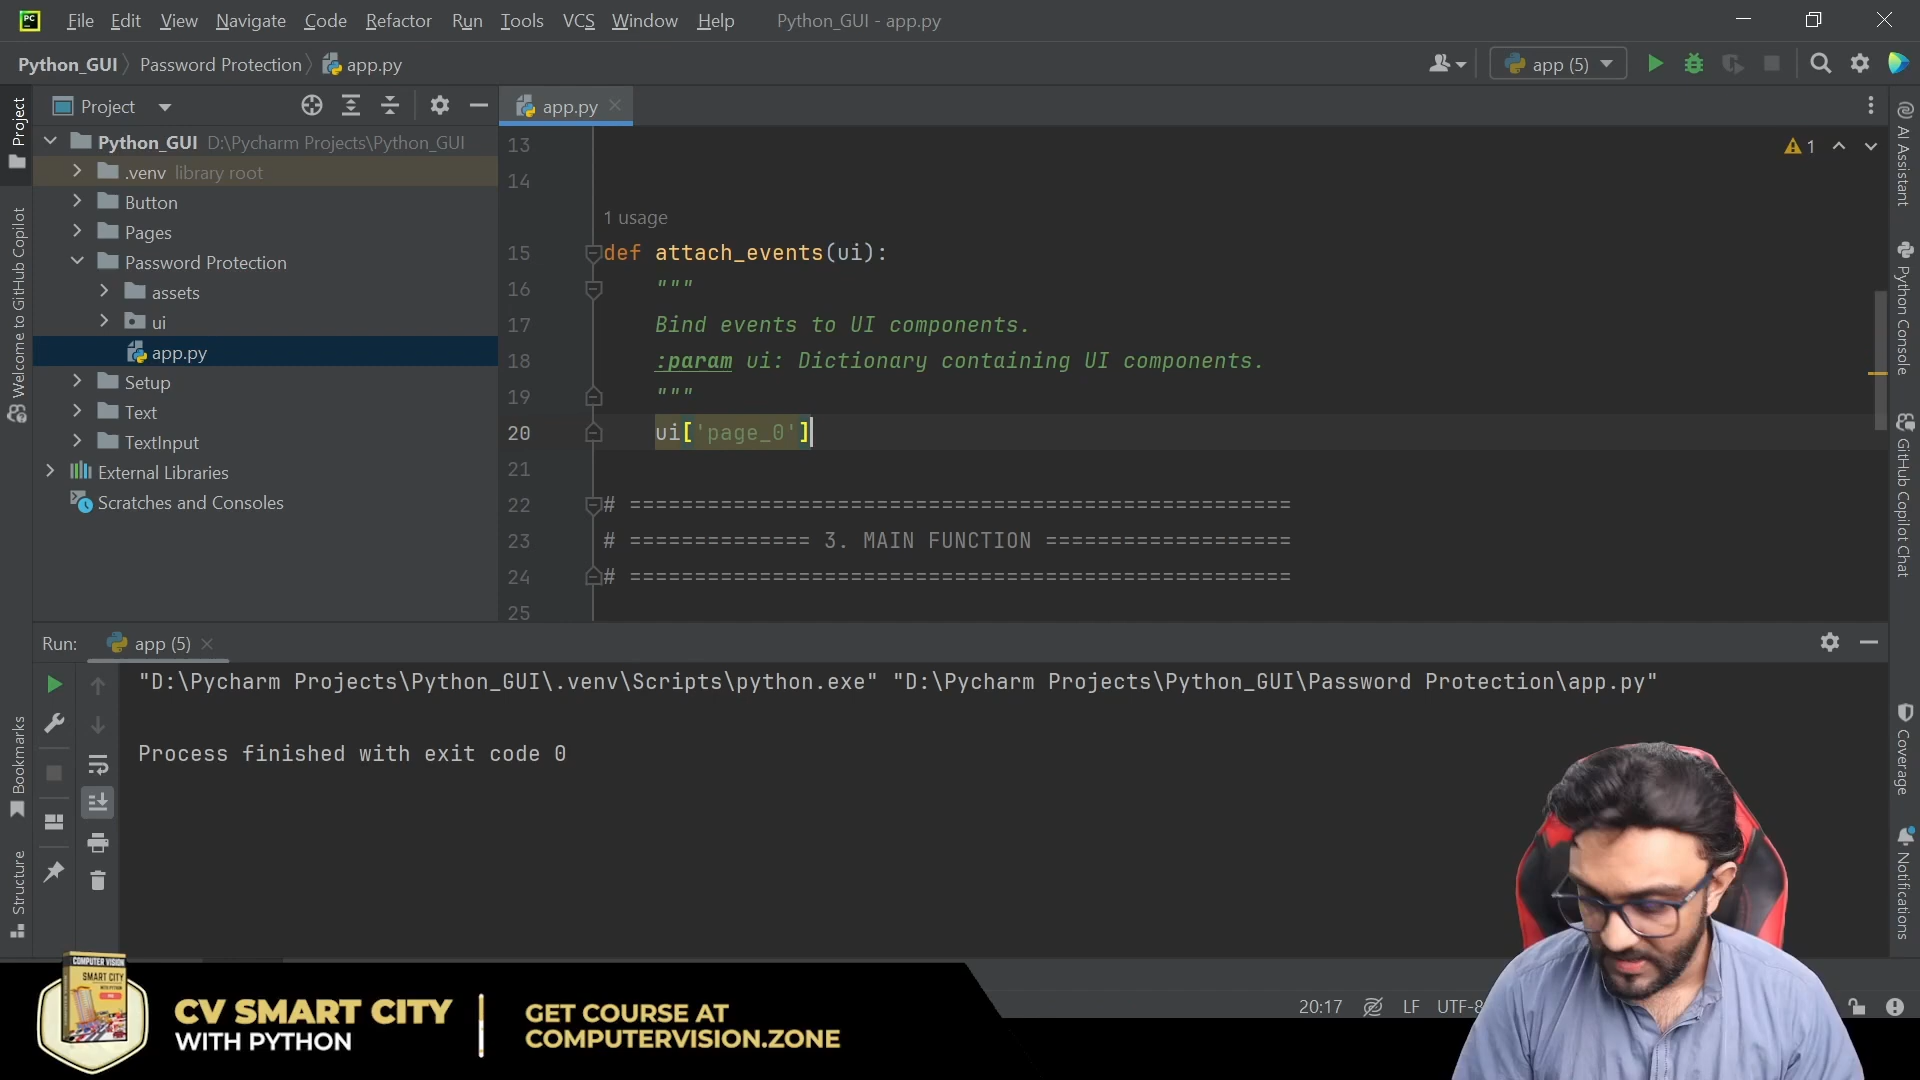 PC File Edit View Navigate Code Refactor Run Tools VCS Window Help Python_GUI - app.py
Python_GUI Password Protection app.py app (5)
Project
app.py
Python_GUI D:\Pycharm Projects\Python_GUI
.venv library root
Button
Pages
Password Protection
assets
ui
app.py
Setup
Text
TextInput
External Libraries
Scratches and Consoles
Project
Welcome to GitHub Copilot
Bookmarks
Structure
1
13
14
1 usage
15 def attach_events(ui):
16 """
17 Bind events to UI components.
18 :param ui: Dictionary containing UI components.
19 """
20 ui['page_0']
21
22 # ===================================================
23 # ============== 3. MAIN FUNCTION ===================
24 # ===================================================
25
AI Assistant
Python Console
GitHub Copilot Chat
Coverage
Notifications
Run: app (5)
"D:\Pycharm Projects\Python_GUI\.venv\Scripts\python.exe" "D:\Pycharm Projects\Python_GUI\Password Protection\app.py"
Process finished with exit code 0
20:17 LF UTF-8
COMPUTER VISION
SMART CITY
CV SMART CITY
WITH PYTHON
GET COURSE AT
COMPUTERVISION.ZONE